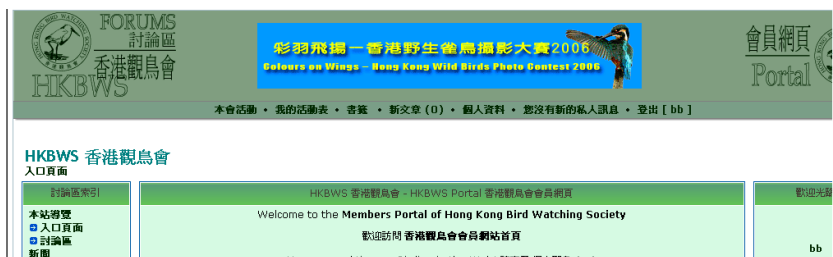 FORUMS
討論區
香港觀鳥會
HKBWS
彩羽飛揚－香港野生雀鳥攝影大賽2006
Colours on Wings - Hong Kong Wild Birds Photo Contest 2006
會員網頁
Portal
本會活動 • 我的活動表 • 書籤 • 新文章 (0) • 個人資料 • 您沒有新的私人訊息 • 登出 [ bb ]
HKBWS 香港觀鳥會
入口頁面
討論區索引
HKBWS 香港觀鳥會 - HKBWS Portal 香港觀鳥會會員網頁
歡迎光
本站導覽
入口頁面
討論區
新聞
Welcome to the Members Portal of Hong Kong Bird Watching Society
歡迎訪問 香港觀鳥會會員網站首頁
bb